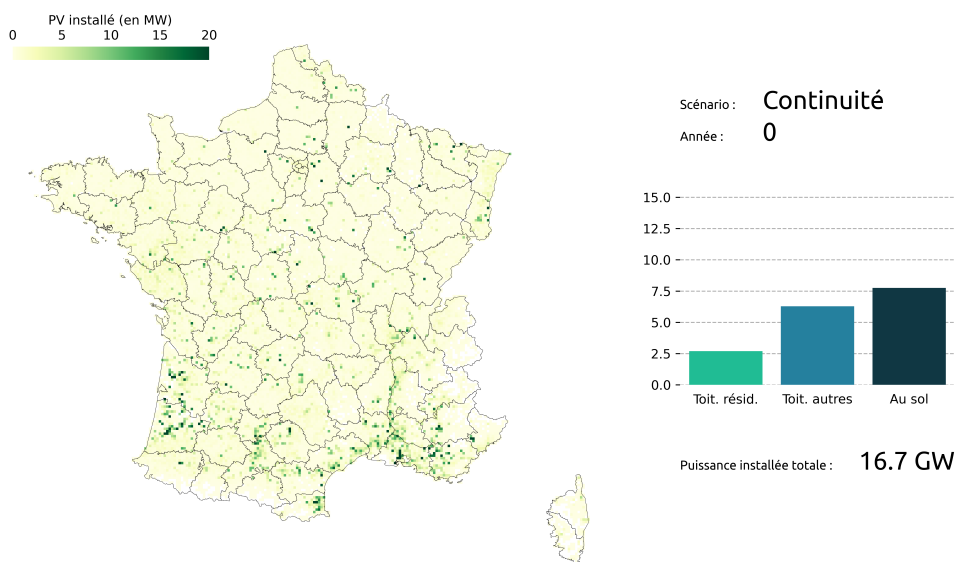 PV installé (en MW)
0 5 10 15 20
Scénario : Continuité
Année : 0
15.0
12.5
10.0
7.5
5.0
2.5
0.0
Toit. résid. Toit. autres Au sol
Puissance installée totale : 16.7 GW